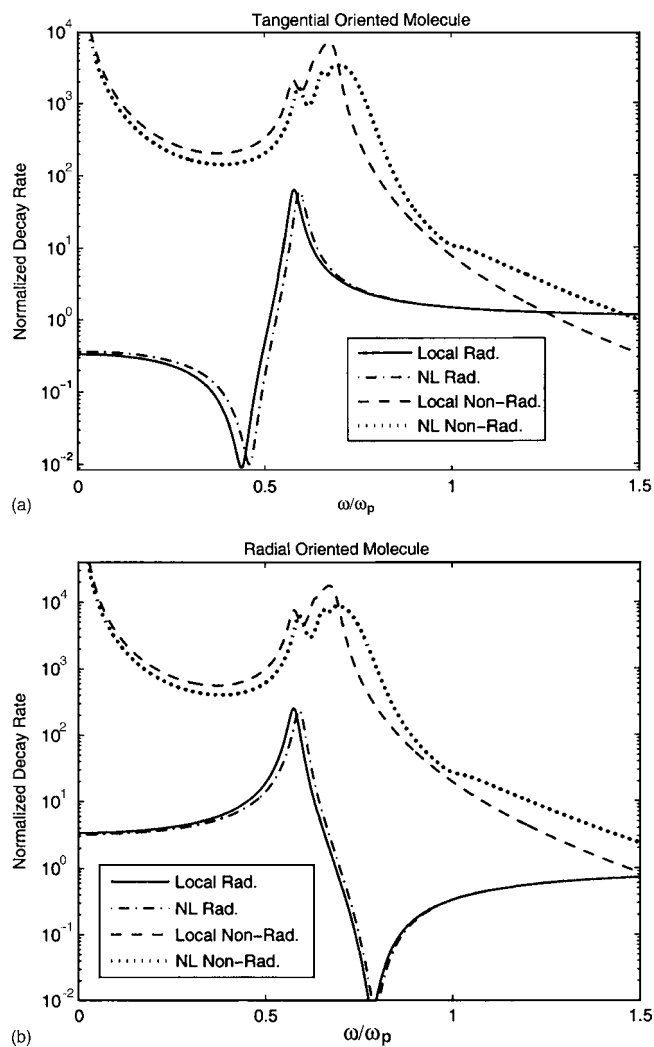 Tangential Oriented Molecule
10^4
10^3
10^2
10^1
10^0
10^-1
10^-2
Normalized Decay Rate
Local Rad.
NL Rad.
Local Non-Rad.
NL Non-Rad.
0 0.5 1 1.5
ω/ω_p
(a)
Radial Oriented Molecule
10^4
10^3
10^2
10^1
10^0
10^-1
10^-2
Normalized Decay Rate
Local Rad.
NL Rad.
Local Non-Rad.
NL Non-Rad.
0 0.5 1 1.5
ω/ω_p
(b)